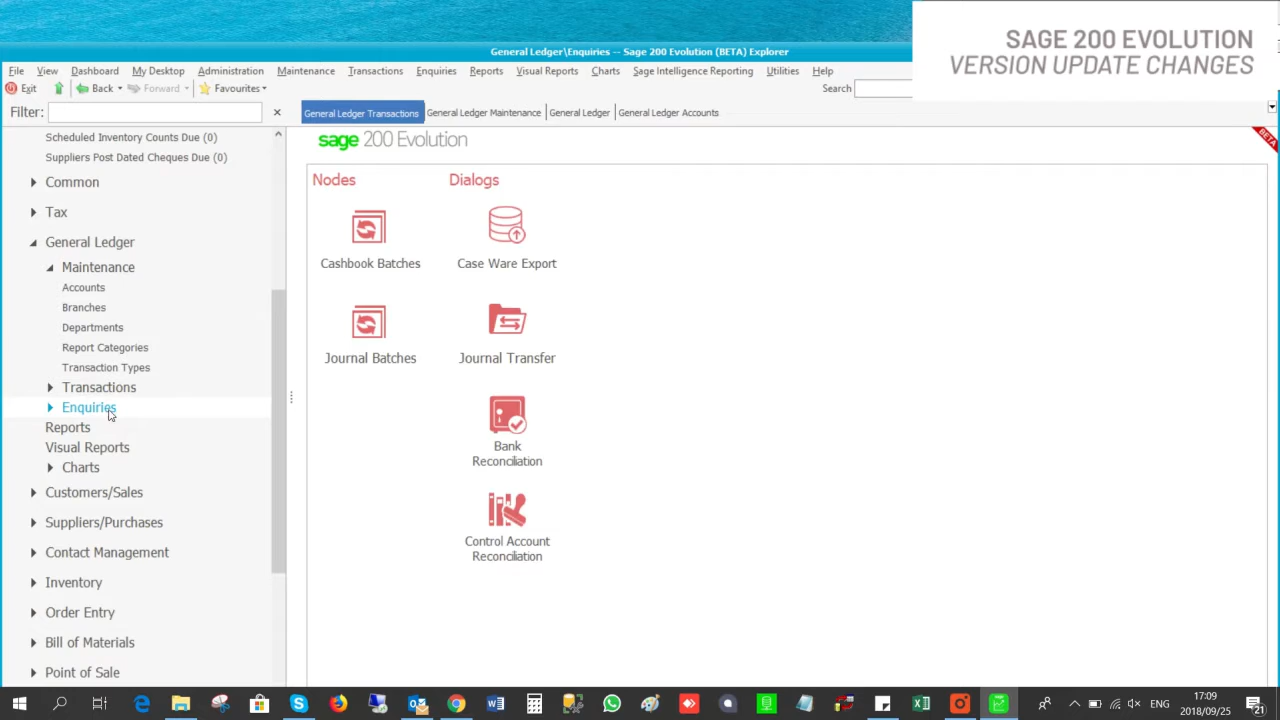 SAGE 200 EVOLUTION
VERSION UPDATE CHANGES
General Ledger\Enquiries -- Sage 200 Evolution (BETA) Explorer
File View Dashboard My Desktop Administration Maintenance Transactions Enquiries Reports Visual Reports Charts Sage Intelligence Reporting Utilities Help
Exit Back Forward Favourites Search
Filter:
General Ledger Transactions General Ledger Maintenance General Ledger General Ledger Accounts
Scheduled Inventory Counts Due (0)
Suppliers Post Dated Cheques Due (0)
Common
Tax
General Ledger
Maintenance
Accounts
Branches
Departments
Report Categories
Transaction Types
Transactions
Enquiries
Reports
Visual Reports
Charts
Customers/Sales
Suppliers/Purchases
Contact Management
Inventory
Order Entry
Bill of Materials
Point of Sale
sage 200 Evolution
BETA
Nodes
Dialogs
Cashbook Batches
Case Ware Export
Journal Batches
Journal Transfer
Bank
Reconciliation
Control Account
Reconciliation
ENG
17:09
2018/09/25
21